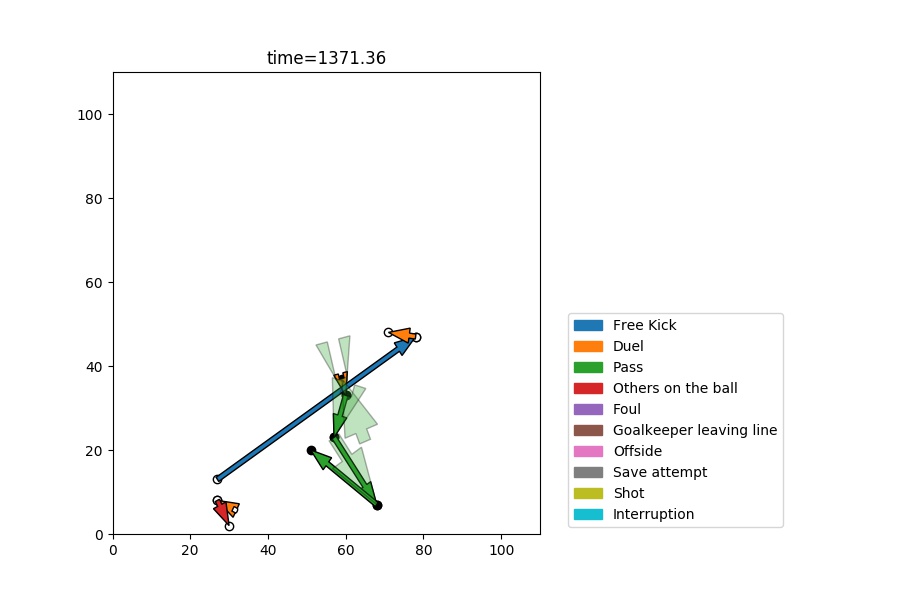 time=1371.36
100
80
60
40
20
0
0 20 40 60 80 100
Free Kick
Duel
Pass
Others on the ball
Foul
Goalkeeper leaving line
Offside
Save attempt
Shot
Interruption